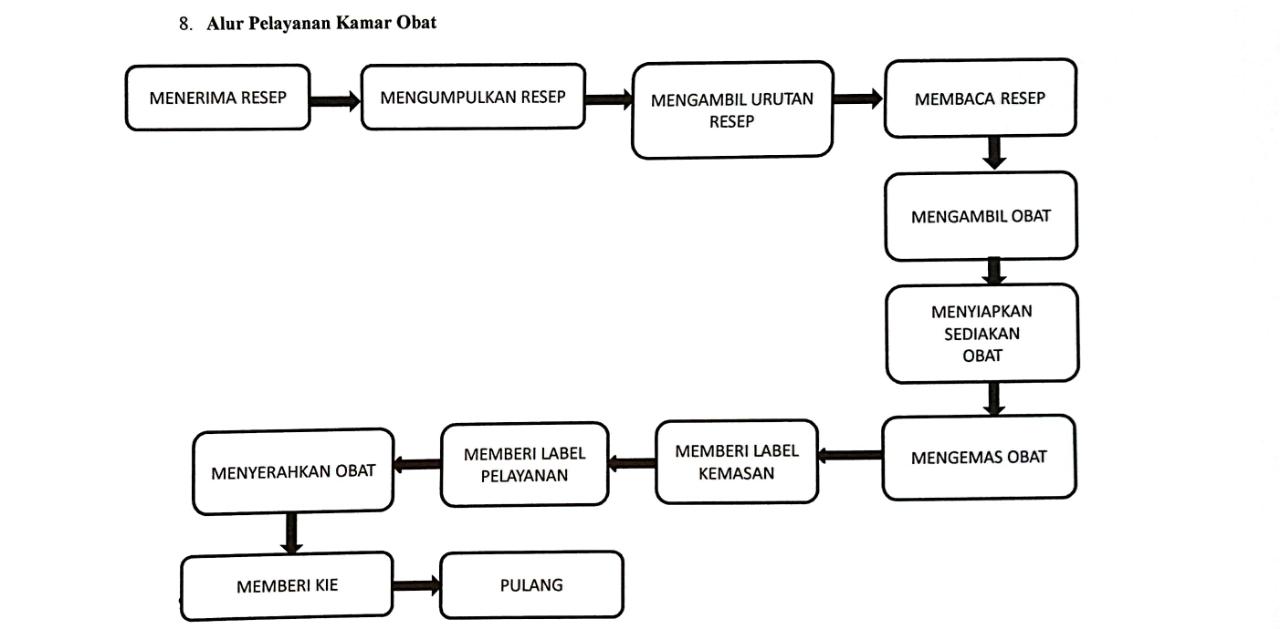 8. Alur Pelayanan Kamar Obat
MENERIMA RESEP
MENGUMPULKAN RESEP
MENGAMBIL URUTAN
RESEP
MEMBACA RESEP
MENGAMBIL OBAT
MENYIAPKAN
SEDIAKAN
OBAT
MENGEMAS OBAT
MEMBERI LABEL
KEMASAN
MEMBERI LABEL
PELAYANAN
MENYERAHKAN OBAT
MEMBERI KIE
PULANG